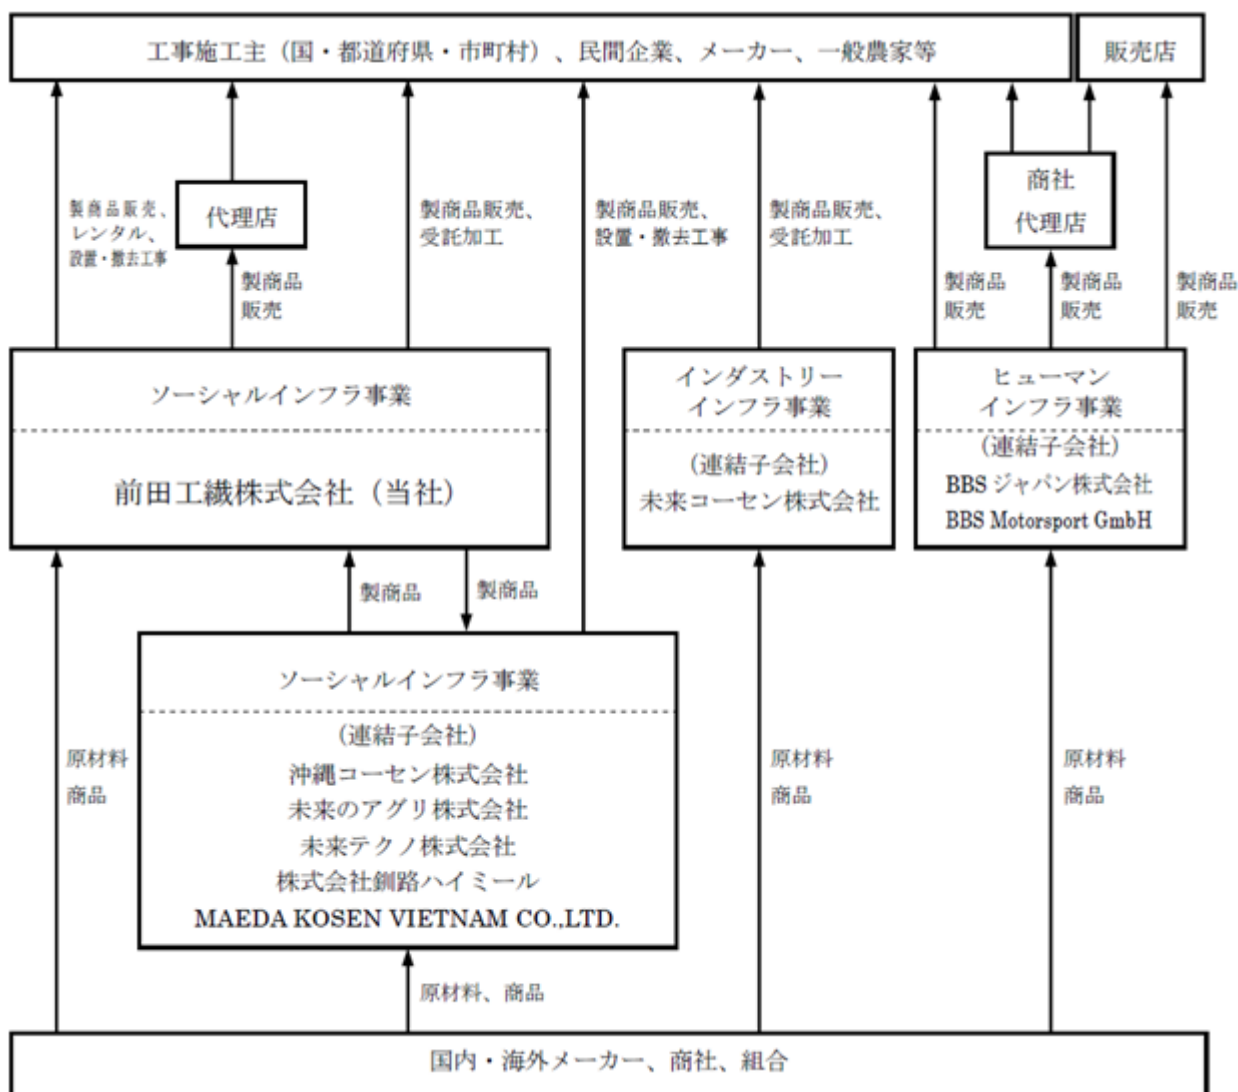 工事施工主（国・都道府県・市町村）、民間企業、メーカー、一般農家等
販売店
製商品販売、
レンタル、
設置・撤去工事
代理店
製商品
販売
製商品販売、
受託加工
製商品販売、
設置・撤去工事
製商品販売、
受託加工
商社
代理店
製商品
販売
製商品
販売
製商品
販売
ソーシャルインフラ事業
前田工繊株式会社（当社）
インダストリー
インフラ事業
（連結子会社）
未来コーセン株式会社
ヒューマン
インフラ事業
（連結子会社）
BBS ジャパン株式会社
BBS Motorsport GmbH
製商品
製商品
ソーシャルインフラ事業
（連結子会社）
沖縄コーセン株式会社
未来のアグリ株式会社
未来テクノ株式会社
株式会社釧路ハイミール
MAEDA KOSEN VIETNAM CO.,LTD.
原材料
商品
原材料
商品
原材料
商品
原材料、商品
国内・海外メーカー、商社、組合